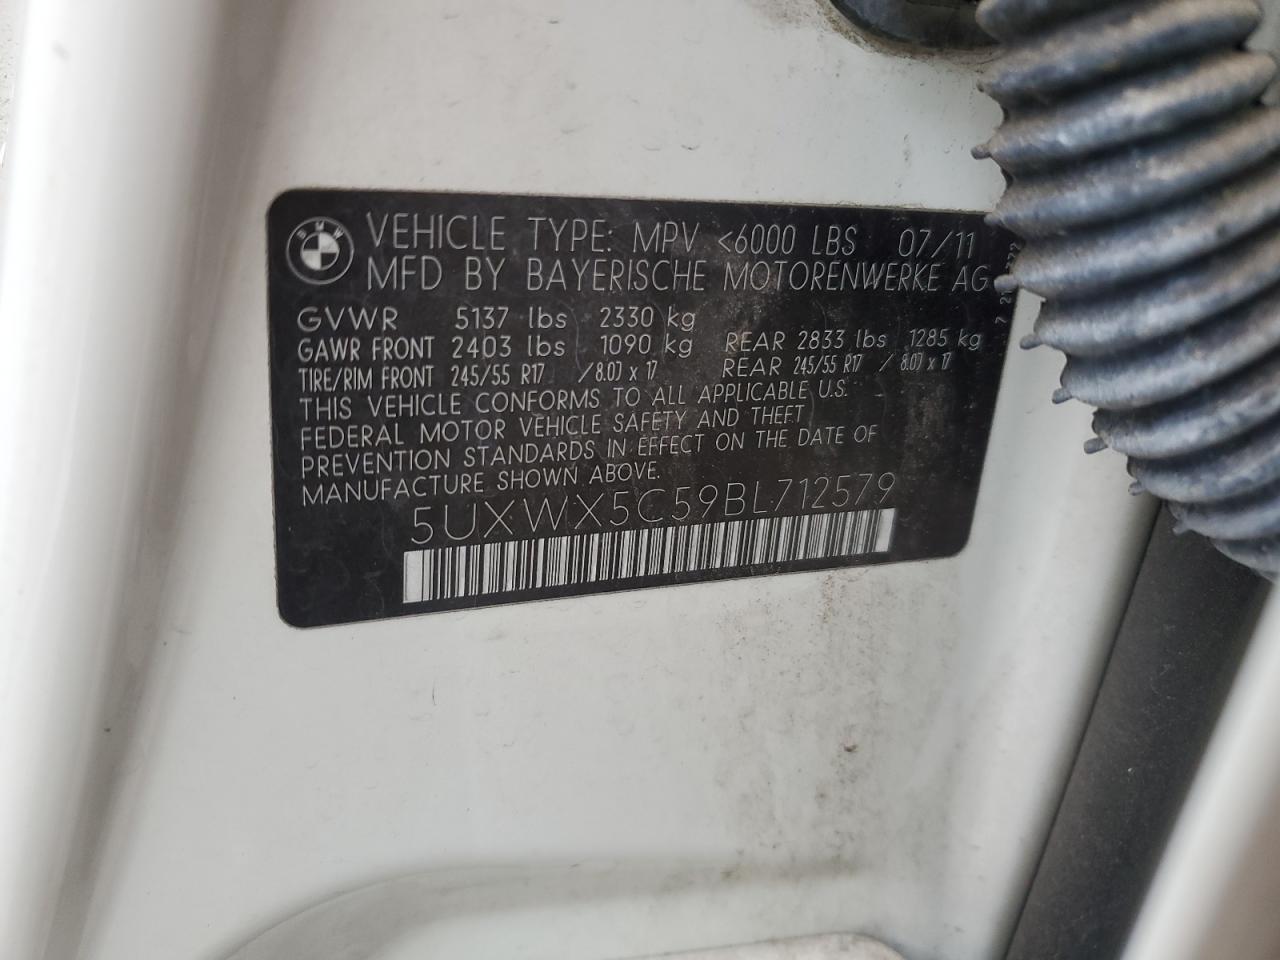 BMW
VEHICLE TYPE: MPV <6000 LBS 07/11
MFD BY BAYERISCHE MOTORENWERKE AG
GVWR 5137 lbs 2330 kg
GAWR FRONT 2403 lbs 1090 kg REAR 2833 lbs 1285 kg
TIRE/RIM FRONT 245/55 R17 /8.0J x 17 REAR 245/55 R17 /8.0J x 17
THIS VEHICLE CONFORMS TO ALL APPLICABLE U.S.
FEDERAL MOTOR VEHICLE SAFETY AND THEFT
PREVENTION STANDARDS IN EFFECT ON THE DATE OF
MANUFACTURE SHOWN ABOVE.
5UXWX5C59BL712579